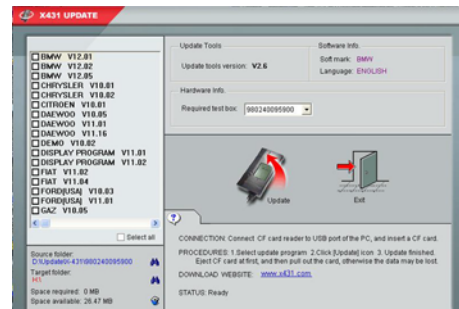 X431 UPDATE
BMW V12.01
BMW V12.02
BMW V12.05
CHRYSLER V10.01
CHRYSLER V10.02
CITROEN V10.01
DAEWOO V10.05
DAEWOO V11.01
DAEWOO V11.16
DEMO V10.02
DISPLAY PROGRAM V11.01
DISPLAY PROGRAM V11.02
FIAT V11.02
FIAT V11.04
FORD[USA] V10.03
FORD[USA] V11.01
GAZ V10.05
Select all
Source folder:
D:\Update\X-431\980240095900
Target folder:
H:\
Space required: 0 MB
Space available: 26.47 MB
Update Tools
Update tools version: V2.6
Software Info.
Soft mark: BMW
Language: ENGLISH
Hardware Info.
Required test box: 980240095900
Update
Exit
CONNECTION: Connect CF card reader to USB port of the PC, and insert a CF card.
PROCEDURES: 1.Select update program 2.Click [Update] icon 3. Update finished.
Eject CF card at first, and then pull out the card, otherwise the data may be lost.
DOWNLOAD WEBSITE: www.x431.com
STATUS: Ready